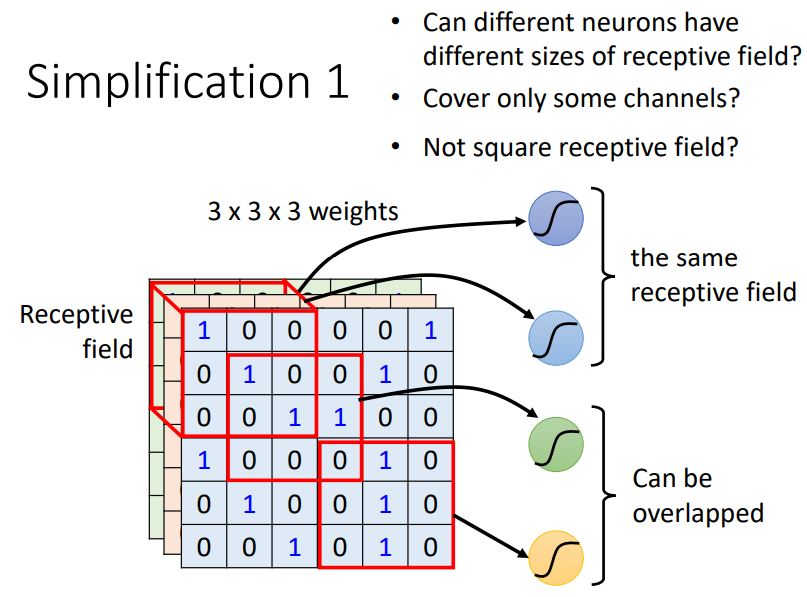 Simplification 1
• Can different neurons have
different sizes of receptive field?
• Cover only some channels?
• Not square receptive field?
3 x 3 x 3 weights
the same
receptive field
Receptive
field
1 0 0 0 0 1
0 1 0 0 1 0
0 0 1 1 0 0
1 0 0 0 1 0
0 1 0 0 1 0
0 0 1 0 1 0
Can be
overlapped